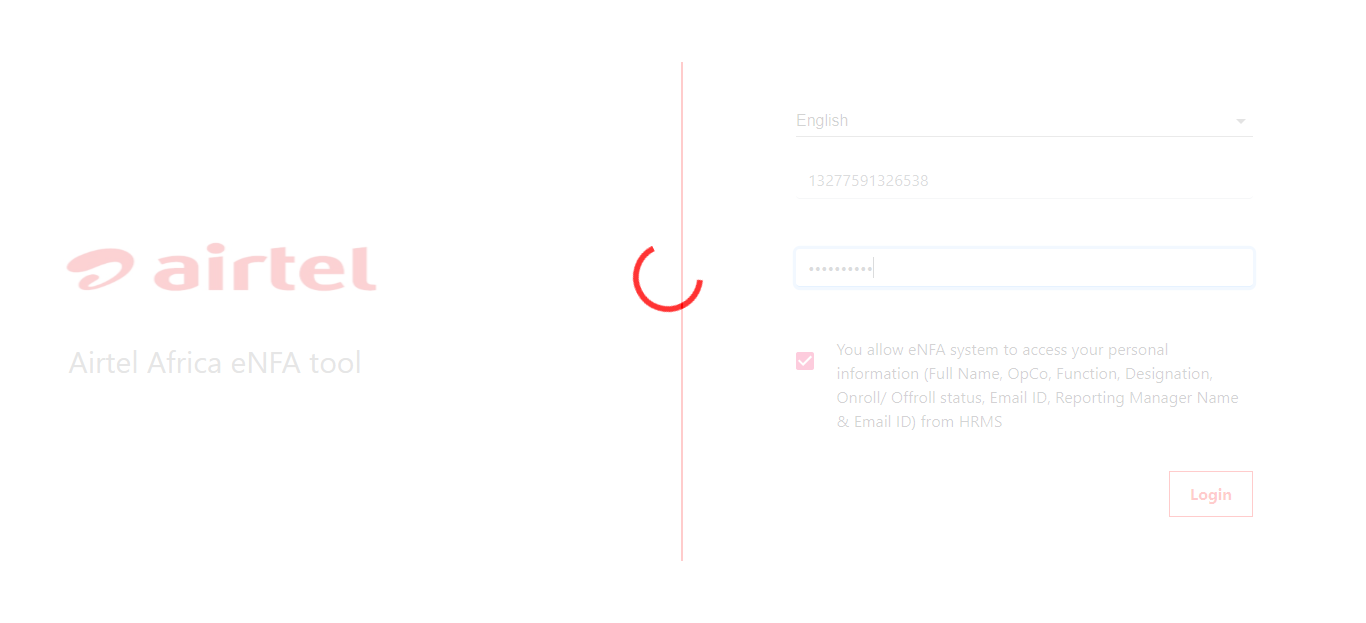 airtel
Airtel Africa eNFA tool
English
13277591326538
••••••••••
You allow eNFA system to access your personal
information (Full Name, OpCo, Function, Designation,
Onroll/ Offroll status, Email ID, Reporting Manager Name
& Email ID) from HRMS
Login